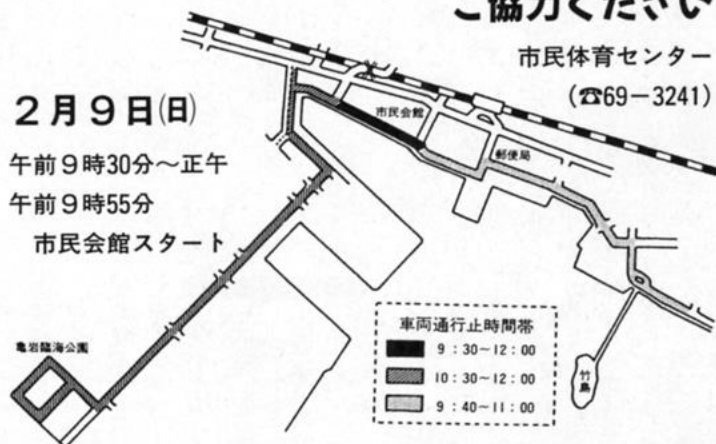 ご協力ください
市民体育センター
(☎69−3241)
2月9日(日)
午前9時30分〜正午
午前9時55分
市民会館スタート
市民会館
郵便局
亀岩臨海公園
竹島
車両通行止時間帯
9:30〜12:00
10:30〜12:00
9:40〜11:00